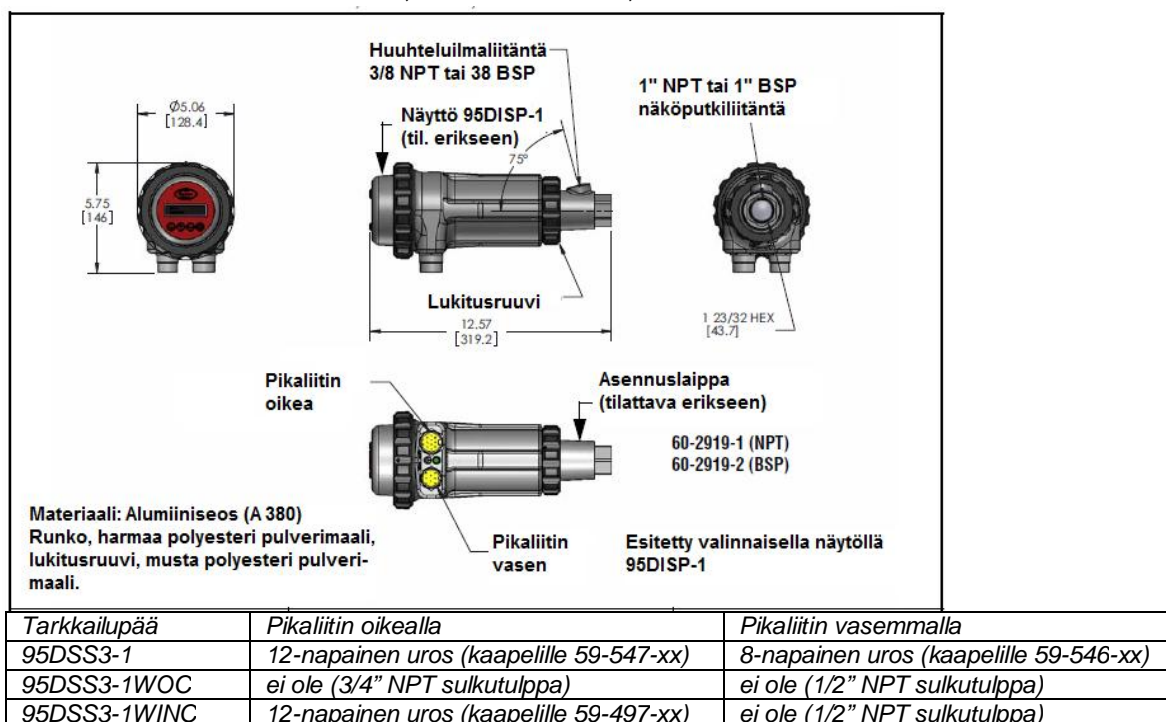 Huuhteluilmaliitäntä
3/8 NPT tai 38 BSP
1" NPT tai 1" BSP
näköputkiliitäntä
Ø5.06
[128.4]
Näyttö 95DISP-1
(til. erikseen)
75°
5.75
[146]
Lukitusruuvi
12.57
[319.2]
1 23/32 HEX
[43.7]
Pikaliitin
oikea
Asennuslaippa
(tilattava erikseen)
60-2919-1 (NPT)
60-2919-2 (BSP)
Materiaali: Alumiiniseos (A 380)
Runko, harmaa polyesteri pulverimaali,
lukitusruuvi, musta polyesteri pulveri-
maali.
Pikaliitin
vasen
Esitetty valinnaisella näytöllä
95DISP-1
Tarkkailupää Pikaliitin oikealla Pikaliitin vasemmalla
95DSS3-1 12-napainen uros (kaapelille 59-547-xx) 8-napainen uros (kaapelille 59-546-xx)
95DSS3-1WOC ei ole (3/4” NPT sulkutulppa) ei ole (1/2” NPT sulkutulppa)
95DSS3-1WINC 12-napainen uros (kaapelille 59-497-xx) ei ole (1/2” NPT sulkutulppa)